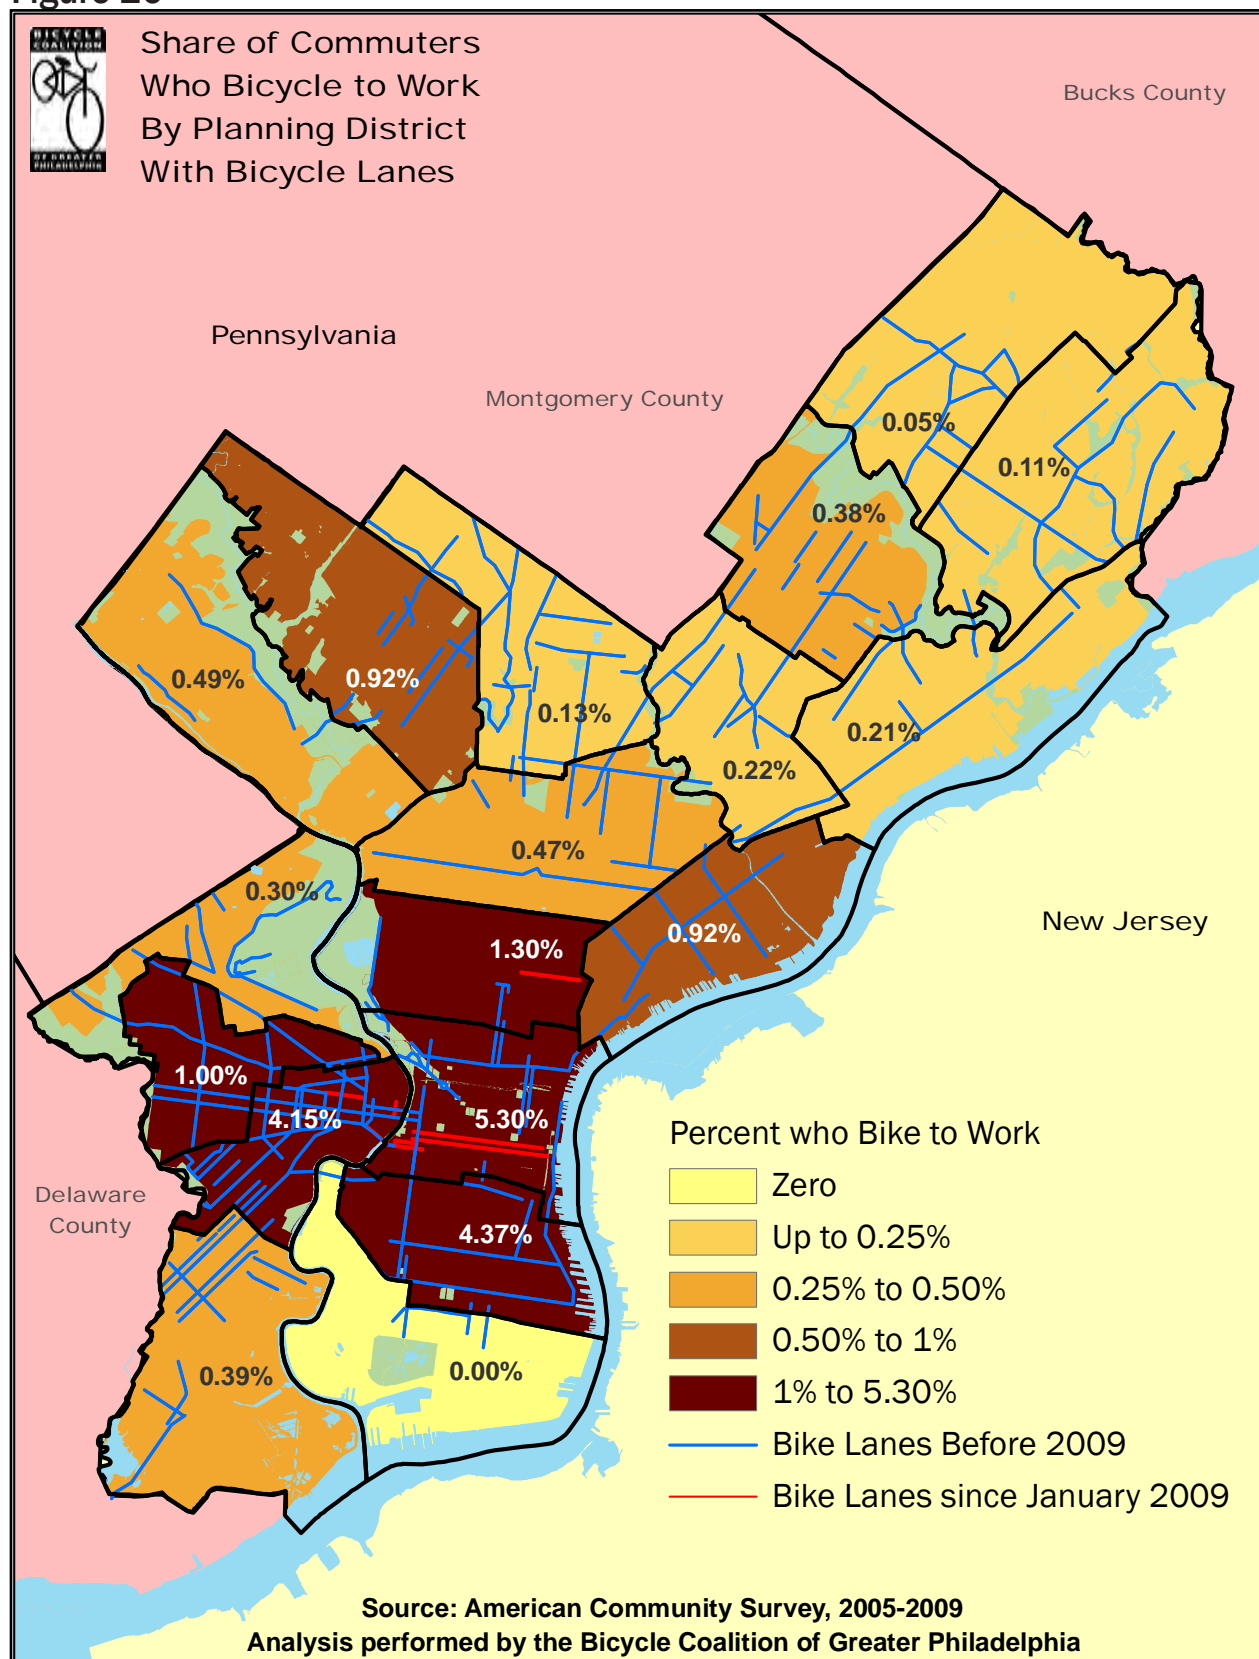 Share of Commuters
Who Bicycle to Work
By Planning District
With Bicycle Lanes
OF GREATER
PHILADELPHIA
Bucks County
Pennsylvania
Montgomery County
0.05%
0.11%
0.38%
0.49%
0.92%
0.13%
0.21%
0.22%
0.47%
0.30%
0.92%
New Jersey
1.30%
1.00%
4.15%
5.30%
Delaware
County
4.37%
0.39%
0.00%
Percent who Bike to Work
Zero
Up to 0.25%
0.25% to 0.50%
0.50% to 1%
1% to 5.30%
Bike Lanes Before 2009
Bike Lanes since January 2009
Source: American Community Survey, 2005-2009
Analysis performed by the Bicycle Coalition of Greater Philadelphia